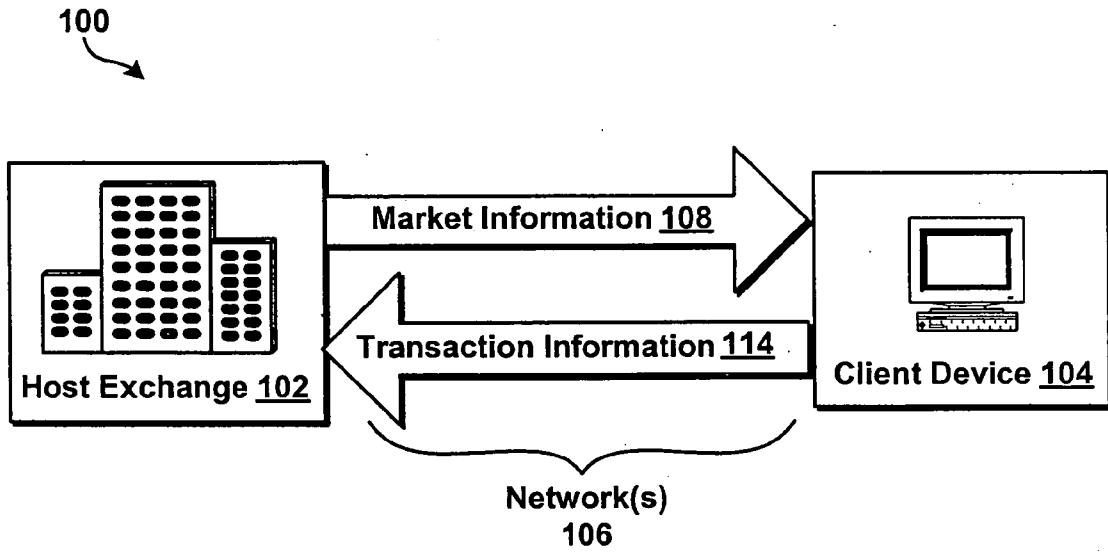 100
Market Information 108
Transaction Information 114
Host Exchange 102
Client Device 104
Network(s)
106